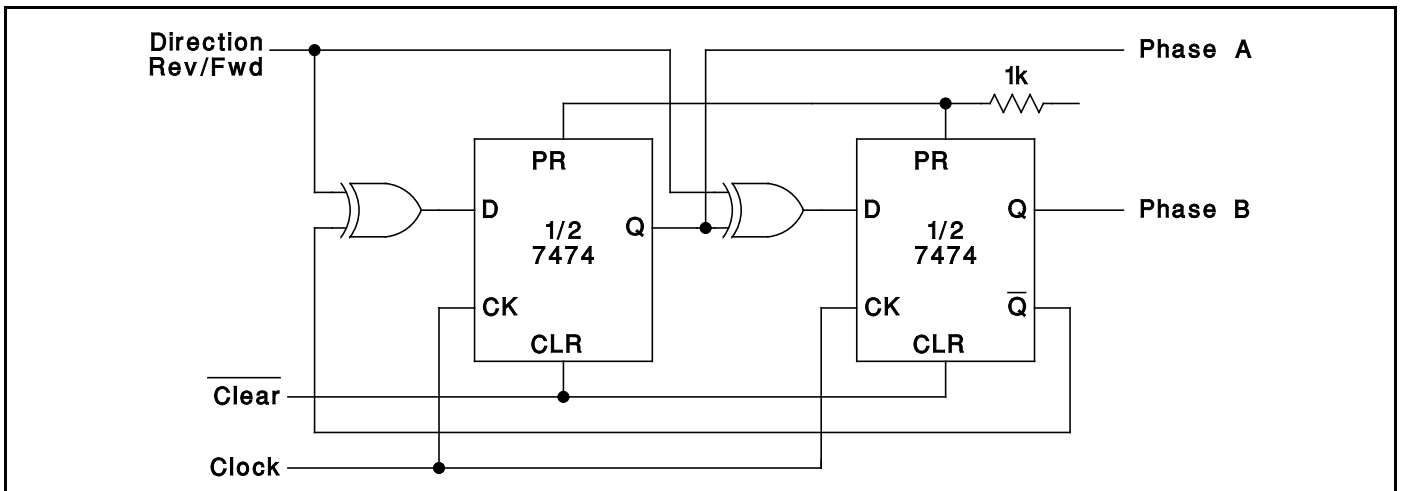 Direction
Rev/Fwd
Phase A
1k
PR
PR
D
Q
1/2
7474
D
Q
1/2
7474
Phase B
CK
CK
Q̅
CLR
CLR
C̅l̅e̅a̅r̅
Clock